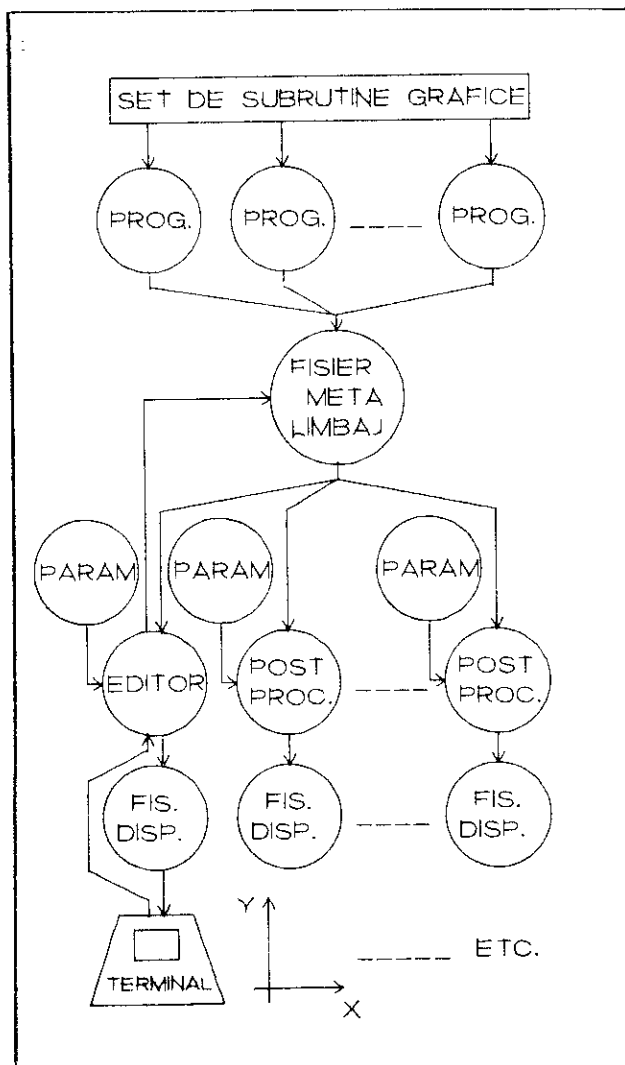 SET DE SUBRUTINE GRAFICE
PROG. PROG. PROG.
FISIER
META
LIMBAJ
PARAM PARAM PARAM
EDITOR
POST
PROC.
POST
PROC.
FIS.
DISP.
FIS.
DISP.
FIS.
DISP.
Y
X
TERMINAL
ETC.